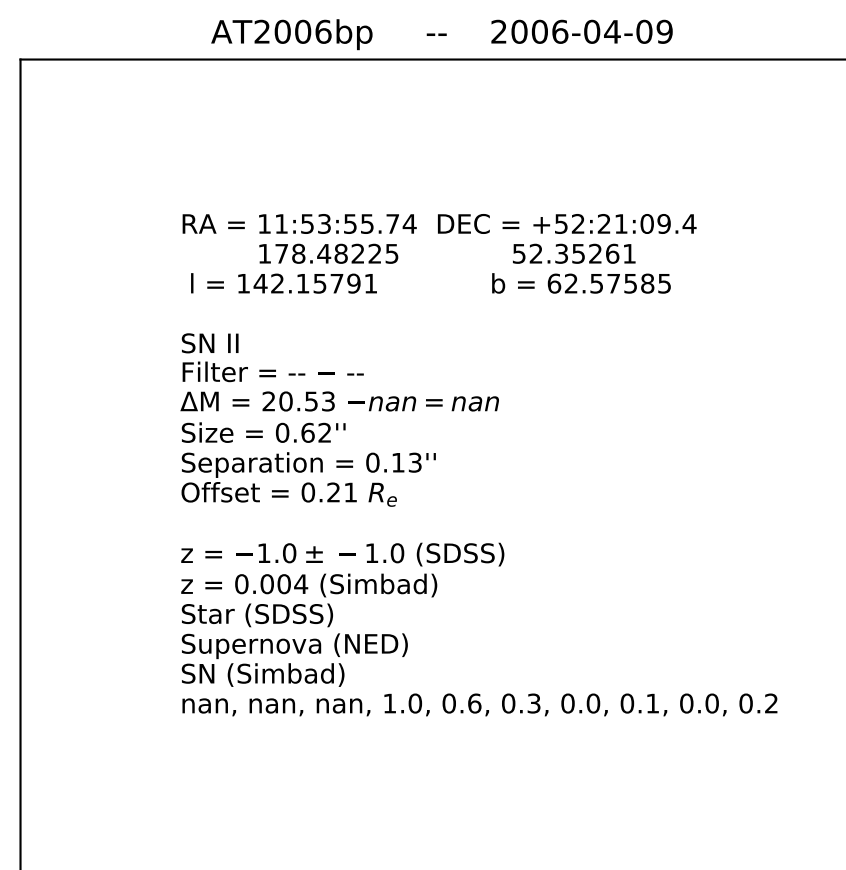 AT2006bp -- 2006-04-09
RA = 11:53:55.74 DEC = +52:21:09.4
178.48225 52.35261
l = 142.15791 b = 62.57585
SN II
Filter = -- − --
ΔM = 20.53 −nan = nan
Size = 0.62''
Separation = 0.13''
Offset = 0.21 Rₑ
z = −1.0 ± − 1.0 (SDSS)
z = 0.004 (Simbad)
Star (SDSS)
Supernova (NED)
SN (Simbad)
nan, nan, nan, 1.0, 0.6, 0.3, 0.0, 0.1, 0.0, 0.2